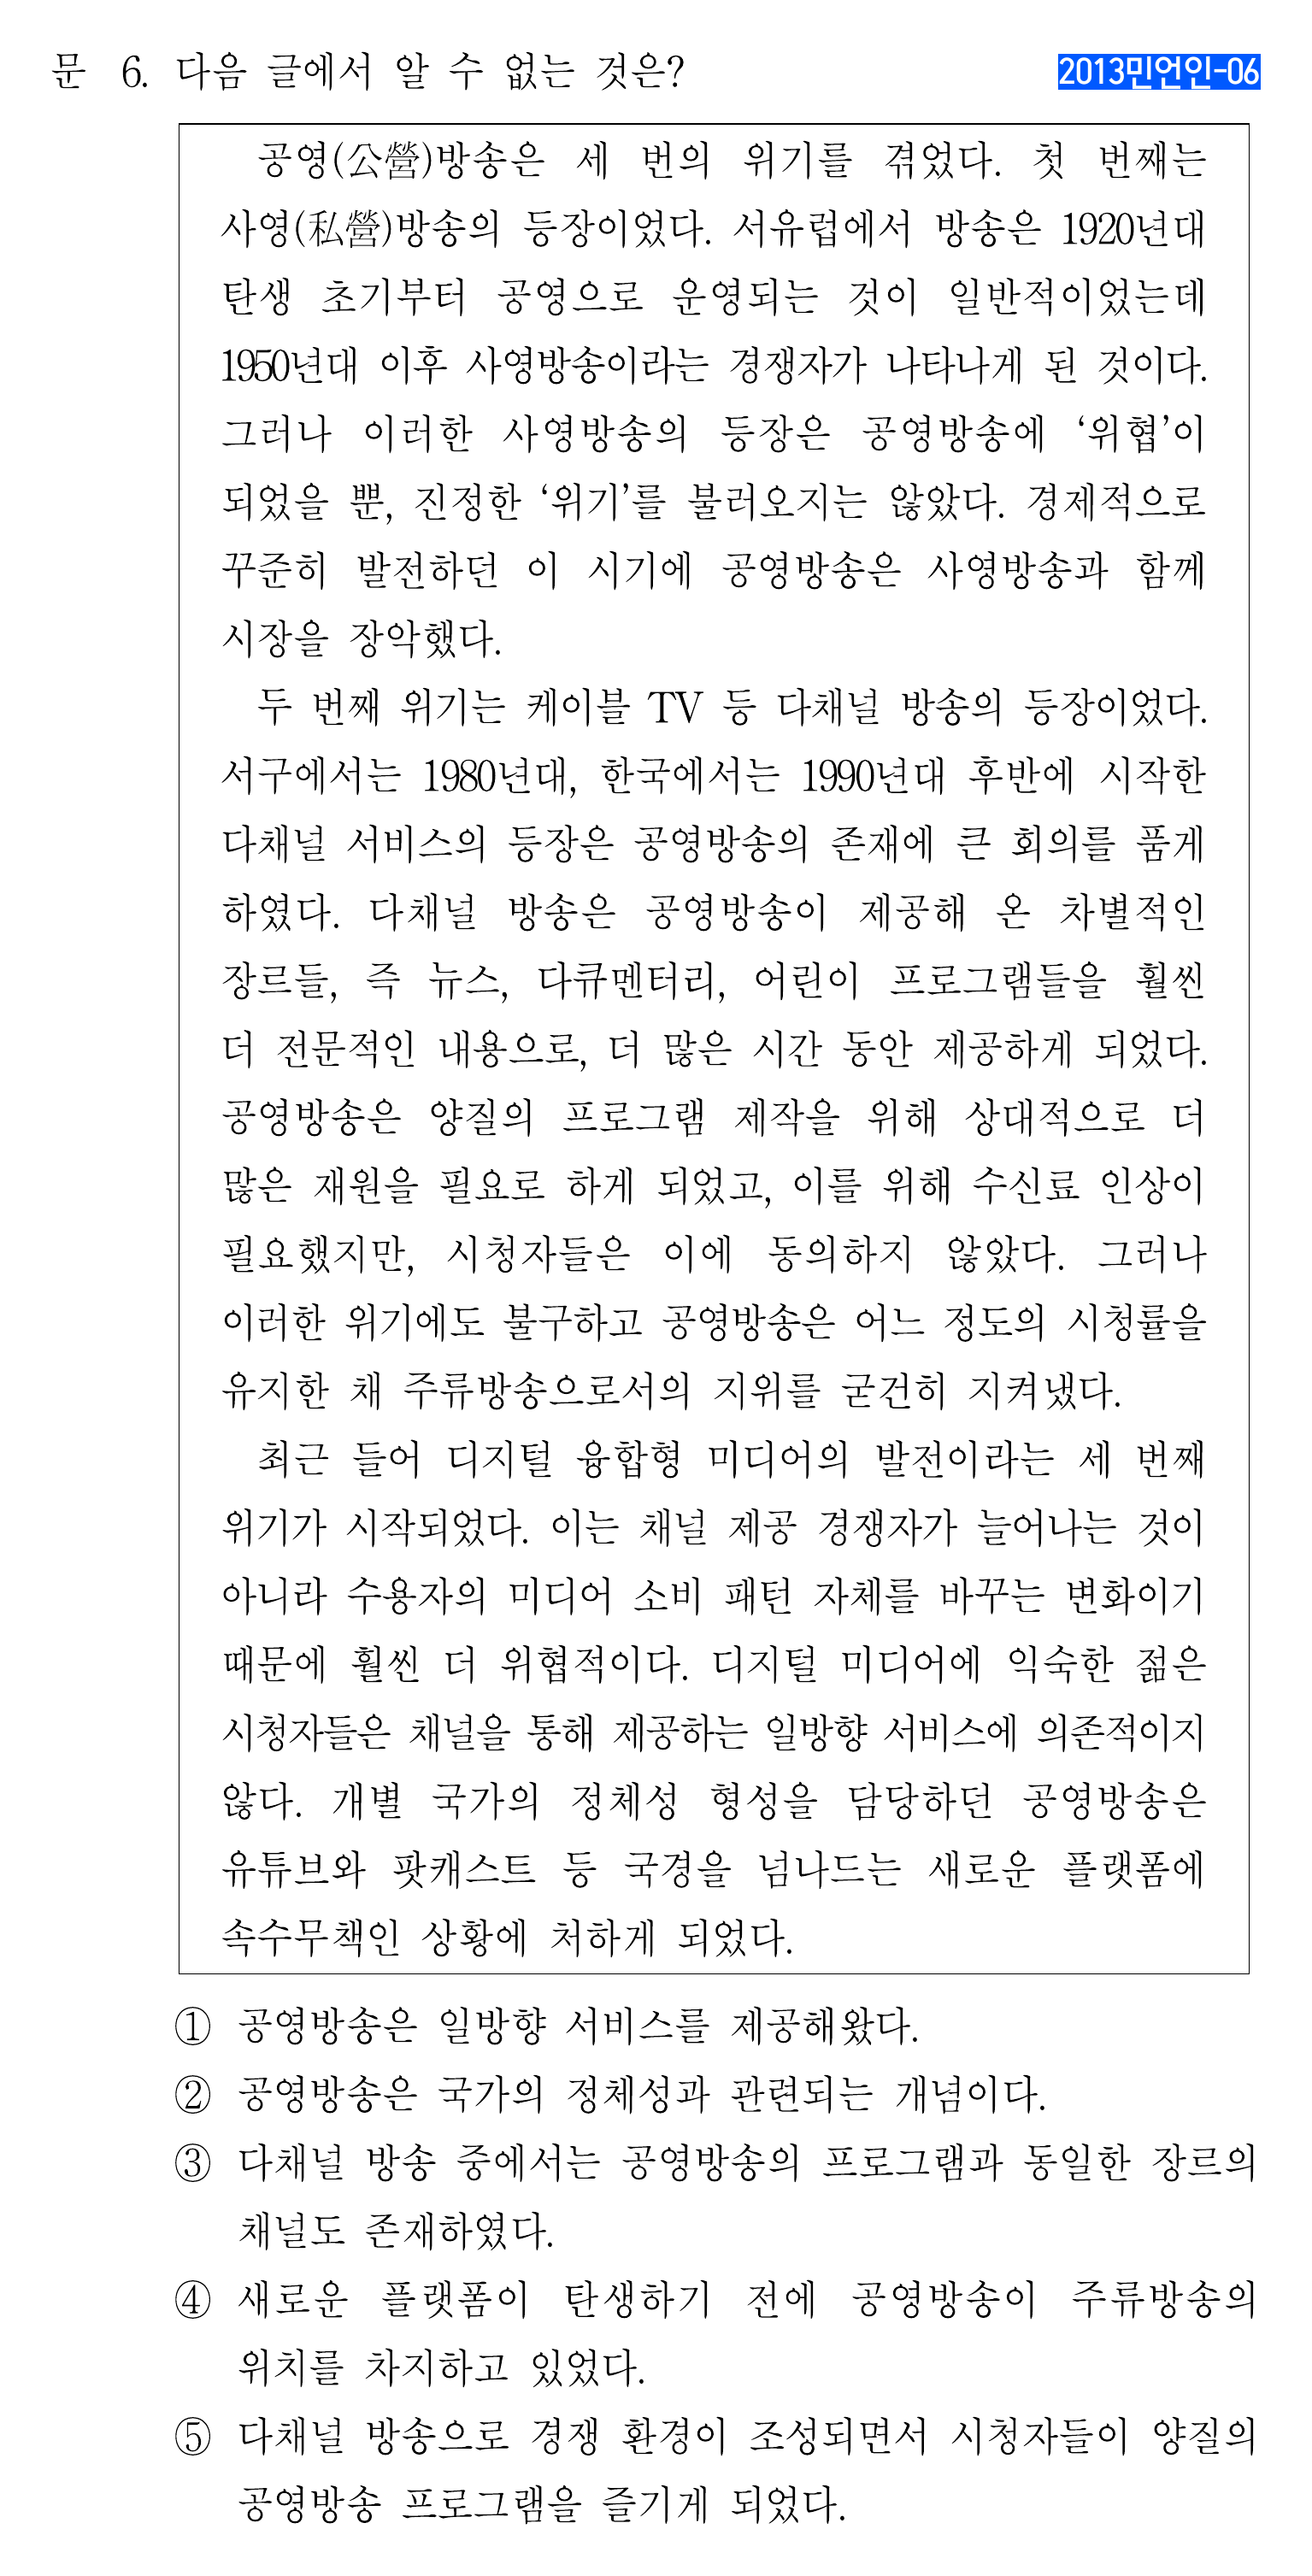 문 6. 다음 글에서 알 수 없는 것은?
2013민언인-06
공영(公營)방송은 세 번의 위기를 겪었다. 첫 번째는
사영(私營)방송의 등장이었다. 서유럽에서 방송은 1920년대
탄생 초기부터 공영으로 운영되는 것이 일반적이었는데
1950년대 이후 사영방송이라는 경쟁자가 나타나게 된 것이다.
그러나 이러한 사영방송의 등장은 공영방송에 ‘위협’이
되었을 뿐, 진정한 ‘위기’를 불러오지는 않았다. 경제적으로
꾸준히 발전하던 이 시기에 공영방송은 사영방송과 함께
시장을 장악했다.
두 번째 위기는 케이블 TV 등 다채널 방송의 등장이었다.
서구에서는 1980년대, 한국에서는 1990년대 후반에 시작한
다채널 서비스의 등장은 공영방송의 존재에 큰 회의를 품게
하였다. 다채널 방송은 공영방송이 제공해 온 차별적인
장르들, 즉 뉴스, 다큐멘터리, 어린이 프로그램들을 훨씬
더 전문적인 내용으로, 더 많은 시간 동안 제공하게 되었다.
공영방송은 양질의 프로그램 제작을 위해 상대적으로 더
많은 재원을 필요로 하게 되었고, 이를 위해 수신료 인상이
필요했지만, 시청자들은 이에 동의하지 않았다. 그러나
이러한 위기에도 불구하고 공영방송은 어느 정도의 시청률을
유지한 채 주류방송으로서의 지위를 굳건히 지켜냈다.
최근 들어 디지털 융합형 미디어의 발전이라는 세 번째
위기가 시작되었다. 이는 채널 제공 경쟁자가 늘어나는 것이
아니라 수용자의 미디어 소비 패턴 자체를 바꾸는 변화이기
때문에 훨씬 더 위협적이다. 디지털 미디어에 익숙한 젊은
시청자들은 채널을 통해 제공하는 일방향 서비스에 의존적이지
않다. 개별 국가의 정체성 형성을 담당하던 공영방송은
유튜브와 팟캐스트 등 국경을 넘나드는 새로운 플랫폼에
속수무책인 상황에 처하게 되었다.
① 공영방송은 일방향 서비스를 제공해왔다.
② 공영방송은 국가의 정체성과 관련되는 개념이다.
③ 다채널 방송 중에서는 공영방송의 프로그램과 동일한 장르의
채널도 존재하였다.
④ 새로운 플랫폼이 탄생하기 전에 공영방송이 주류방송의
위치를 차지하고 있었다.
⑤ 다채널 방송으로 경쟁 환경이 조성되면서 시청자들이 양질의
공영방송 프로그램을 즐기게 되었다.